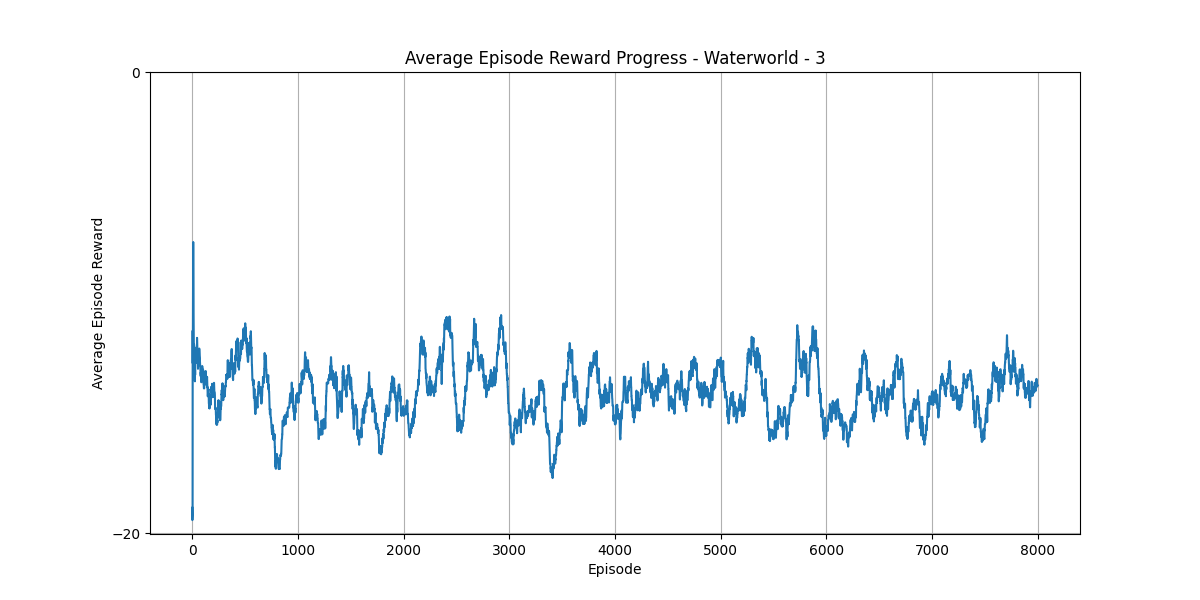 Average Episode Reward Progress - Waterworld - 3
0
Average Episode Reward
−20
0 1000 2000 3000 4000 5000 6000 7000 8000
Episode